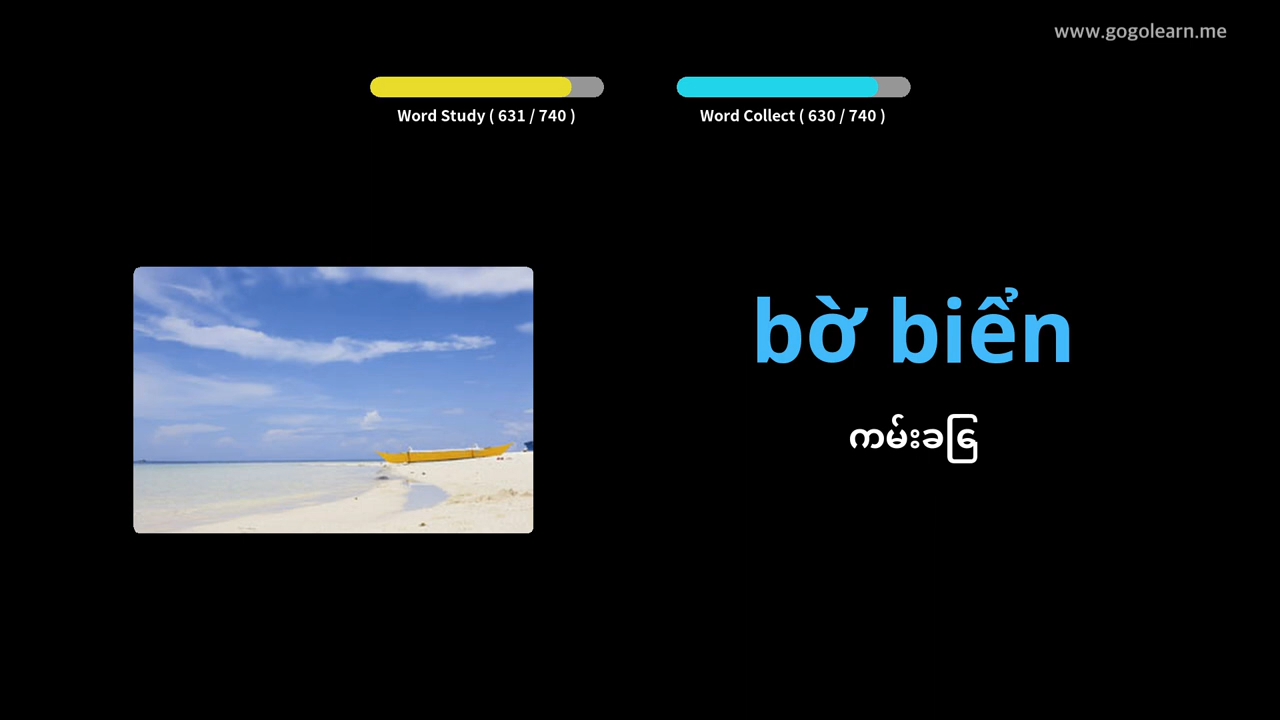 www.gogolearn.me
Word Study ( 631 / 740 )
Word Collect ( 630 / 740 )
bờ biển
ကမ်းခြေ